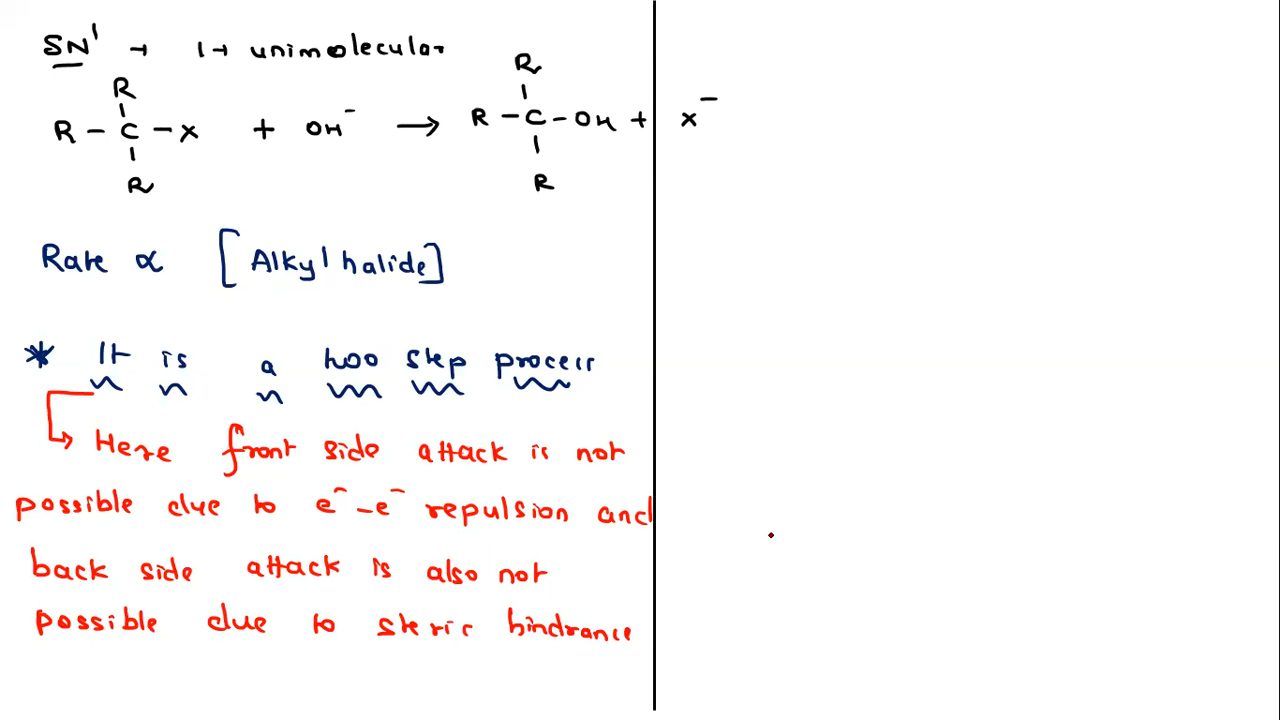 SN¹ → 1→ unimolecular
R
R
R – C – x + OH⁻ → R – C – OH + x⁻
R
R
Rate ∝ [Alkyl halide]
* It is a two step process
↳ Here front side attack is not
possible due to e⁻–e⁻ repulsion and
back side attack is also not
possible due to steric hindrance